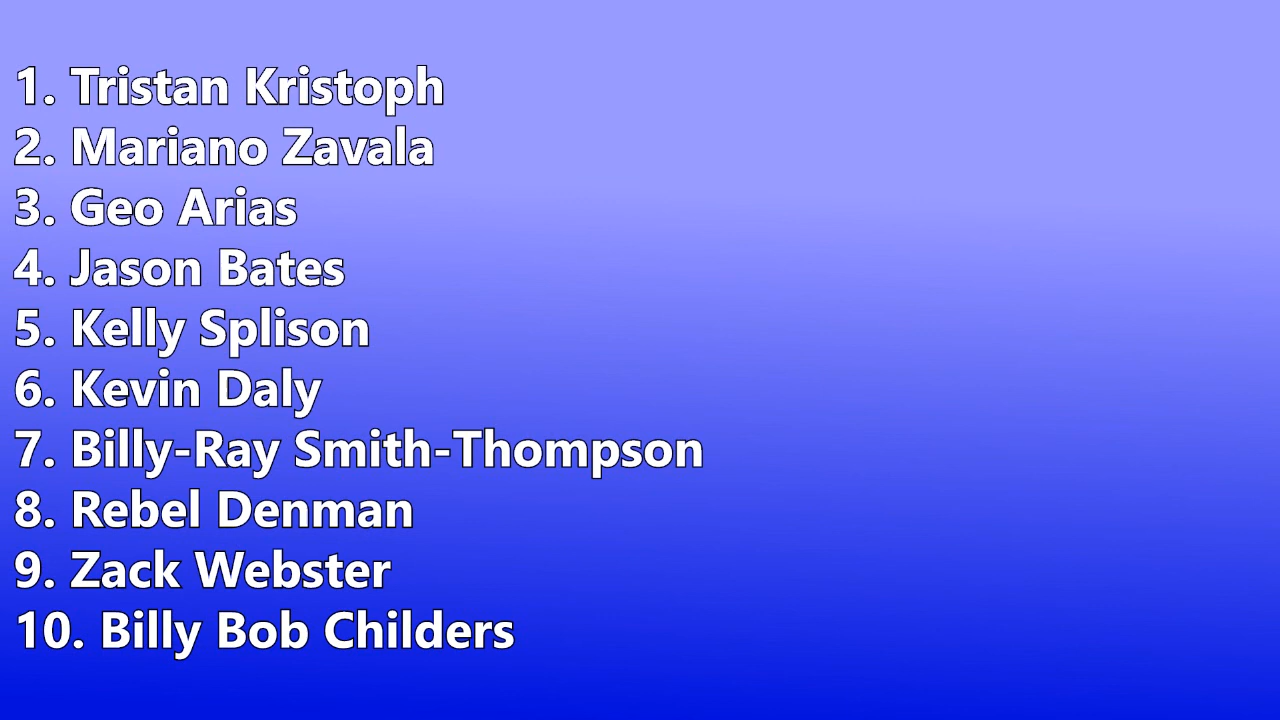 1. Tristan Kristoph
2. Mariano Zavala
3. Geo Arias
4. Jason Bates
5. Kelly Splison
6. Kevin Daly
7. Billy-Ray Smith-Thompson
8. Rebel Denman
9. Zack Webster
10. Billy Bob Childers